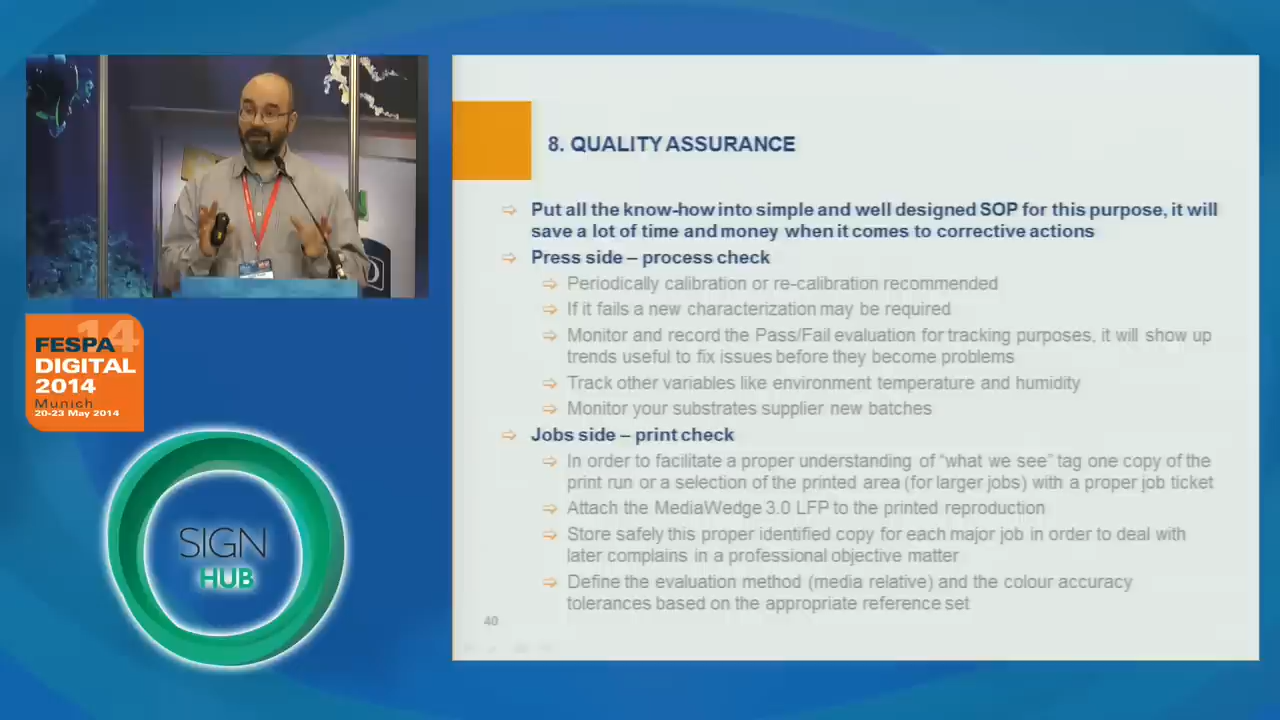 8. QUALITY ASSURANCE
Put all the know-how into simple and well designed SOP for this purpose, it will
save a lot of time and money when it comes to corrective actions
Press side – process check
Periodically calibration or re-calibration recommended
If it fails a new characterization may be required
Monitor and record the Pass/Fail evaluation for tracking purposes, it will show up
trends useful to fix issues before they become problems
Track other variables like environment temperature and humidity
Monitor your substrates supplier new batches
Jobs side – print check
In order to facilitate a proper understanding of “what we see” tag one copy of the
print run or a selection of the printed area (for larger jobs) with a proper job ticket
Attach the MediaWedge 3.0 LFP to the printed reproduction
Store safely this proper identified copy for each major job in order to deal with
later complains in a professional objective matter
Define the evaluation method (media relative) and the colour accuracy
tolerances based on the appropriate reference set
40
14
FESPA
DIGITAL
2014
Munich
20-23 May 2014
SIGN
HUB